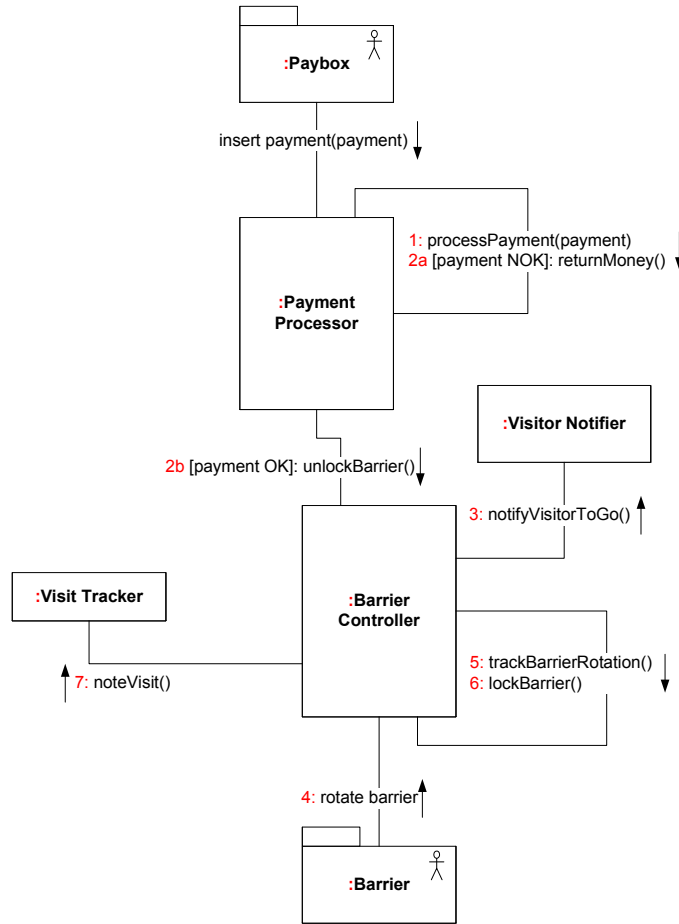 :Paybox
insert payment(payment)
1: processPayment(payment)
2a [payment NOK]: returnMoney()
:Payment
Processor
:Visitor Notifier
2b [payment OK]: unlockBarrier()
3: notifyVisitorToGo()
:Visit Tracker
:Barrier
Controller
5: trackBarrierRotation()
6: lockBarrier()
7: noteVisit()
4: rotate barrier
:Barrier